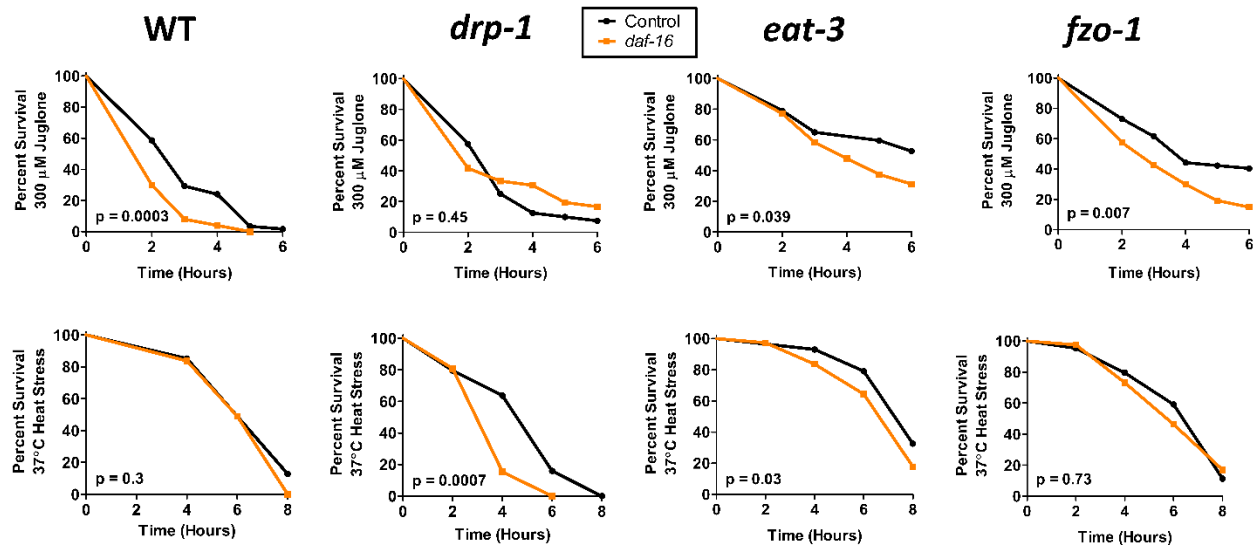 WT
drp-1
Control
daf-16
eat-3
fzo-1
Percent Survival
300 µM Juglone
100
80
60
40
20
0
p = 0.0003
0 2 4 6
Time (Hours)
Percent Survival
300 µM Juglone
100
80
60
40
20
0
p = 0.45
0 2 4 6
Time (Hours)
Percent Survival
300 µM Juglone
100
80
60
40
20
0
p = 0.039
0 2 4 6
Time (Hours)
Percent Survival
300 µM Juglone
100
80
60
40
20
0
p = 0.007
0 2 4 6
Time (Hours)
Percent Survival
37°C Heat Stress
100
80
60
40
20
0
p = 0.3
0 2 4 6 8
Time (Hours)
Percent Survival
37°C Heat Stress
100
80
60
40
20
0
p = 0.0007
0 2 4 6 8
Time (Hours)
Percent Survival
37°C Heat Stress
100
80
60
40
20
0
p = 0.03
0 2 4 6 8
Time (Hours)
Percent Survival
37°C Heat Stress
100
80
60
40
20
0
p = 0.73
0 2 4 6 8
Time (Hours)